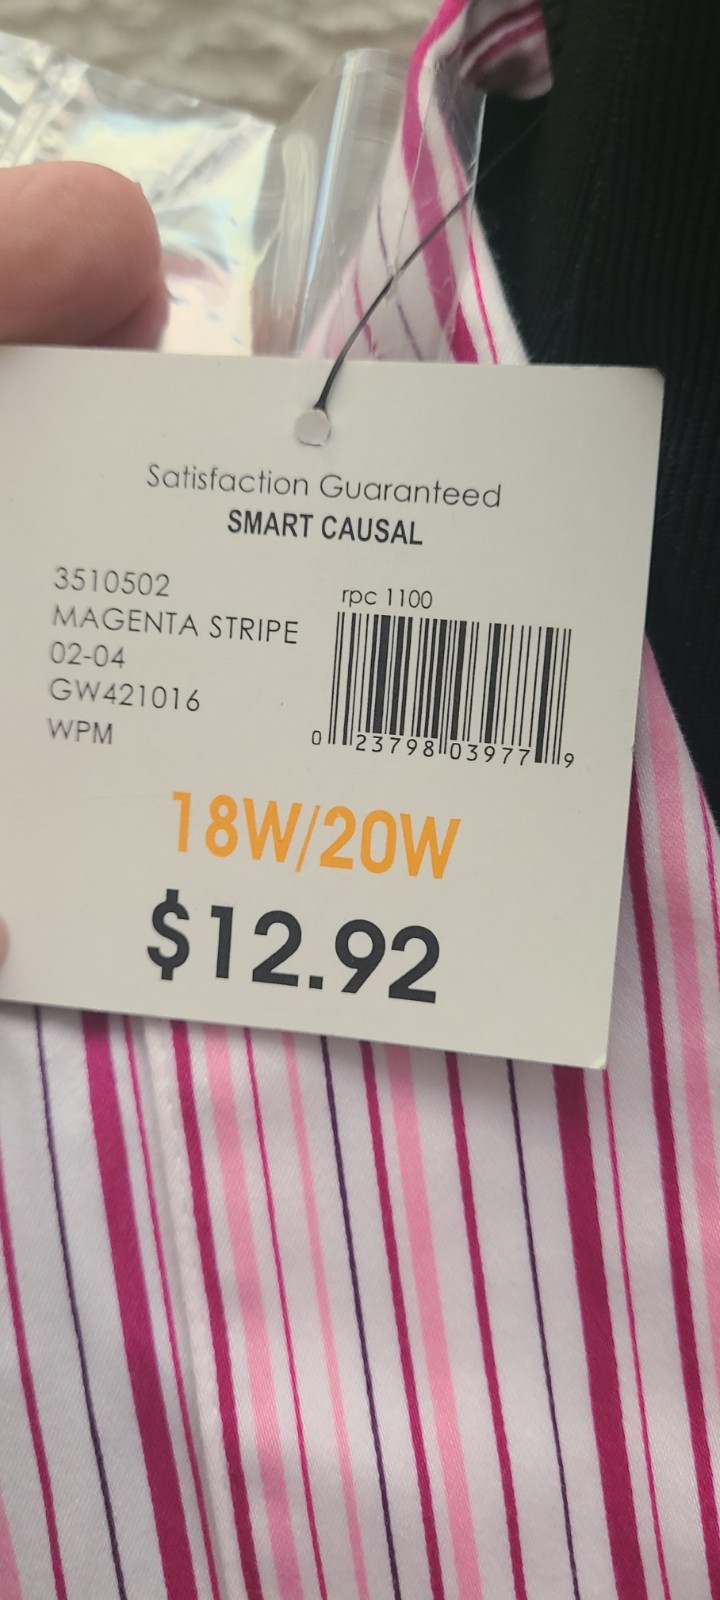 Satisfaction Guaranteed
SMART CAUSAL
3510502
MAGENTA STRIPE
02-04
GW421016
WPM
rpc 1100
0 23798 03977 9
18W/20W
$12.92